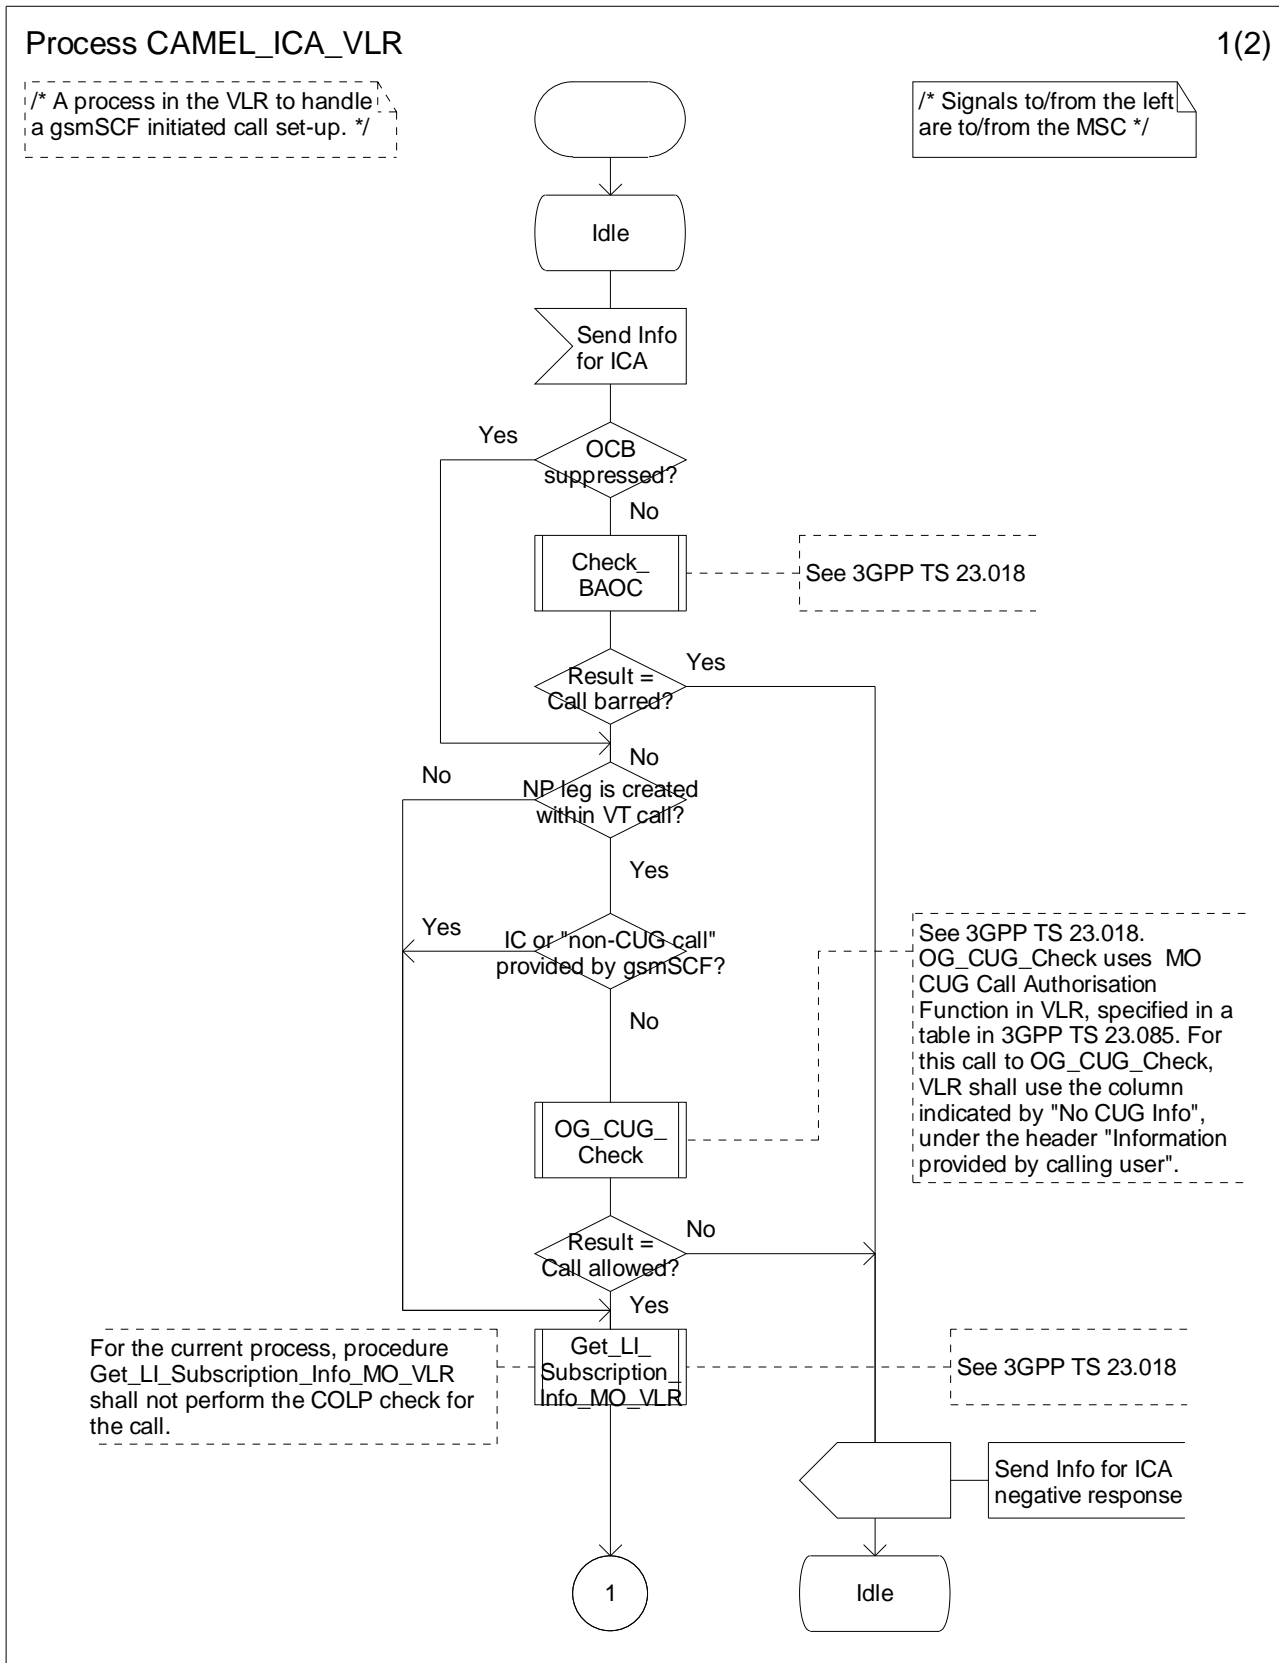 Process CAMEL_ICA_VLR
1(2)
/* A process in the VLR to handle
a gsmSCF initiated call set-up. */
/* Signals to/from the left
are to/from the MSC */
Idle
Send Info
for ICA
Yes
OCB
suppressed?
No
Check_
BAOC
See 3GPP TS 23.018
Result =
Call barred?
Yes
No
No
NP leg is created
within VT call?
Yes
Yes
IC or "non-CUG call"
provided by gsmSCF?
No
See 3GPP TS 23.018.
OG_CUG_Check uses  MO
CUG Call Authorisation
Function in VLR, specified in a
table in 3GPP TS 23.085. For
this call to OG_CUG_Check,
VLR shall use the column
indicated by "No CUG Info",
under the header "Information
provided by calling user".
OG_CUG_
Check
Result =
Call allowed?
No
Yes
For the current process, procedure
Get_LI_Subscription_Info_MO_VLR
shall not perform the COLP check for
the call.
Get_LI_
Subscription_
Info_MO_VLR
See 3GPP TS 23.018
Send Info for ICA
negative response
1
Idle